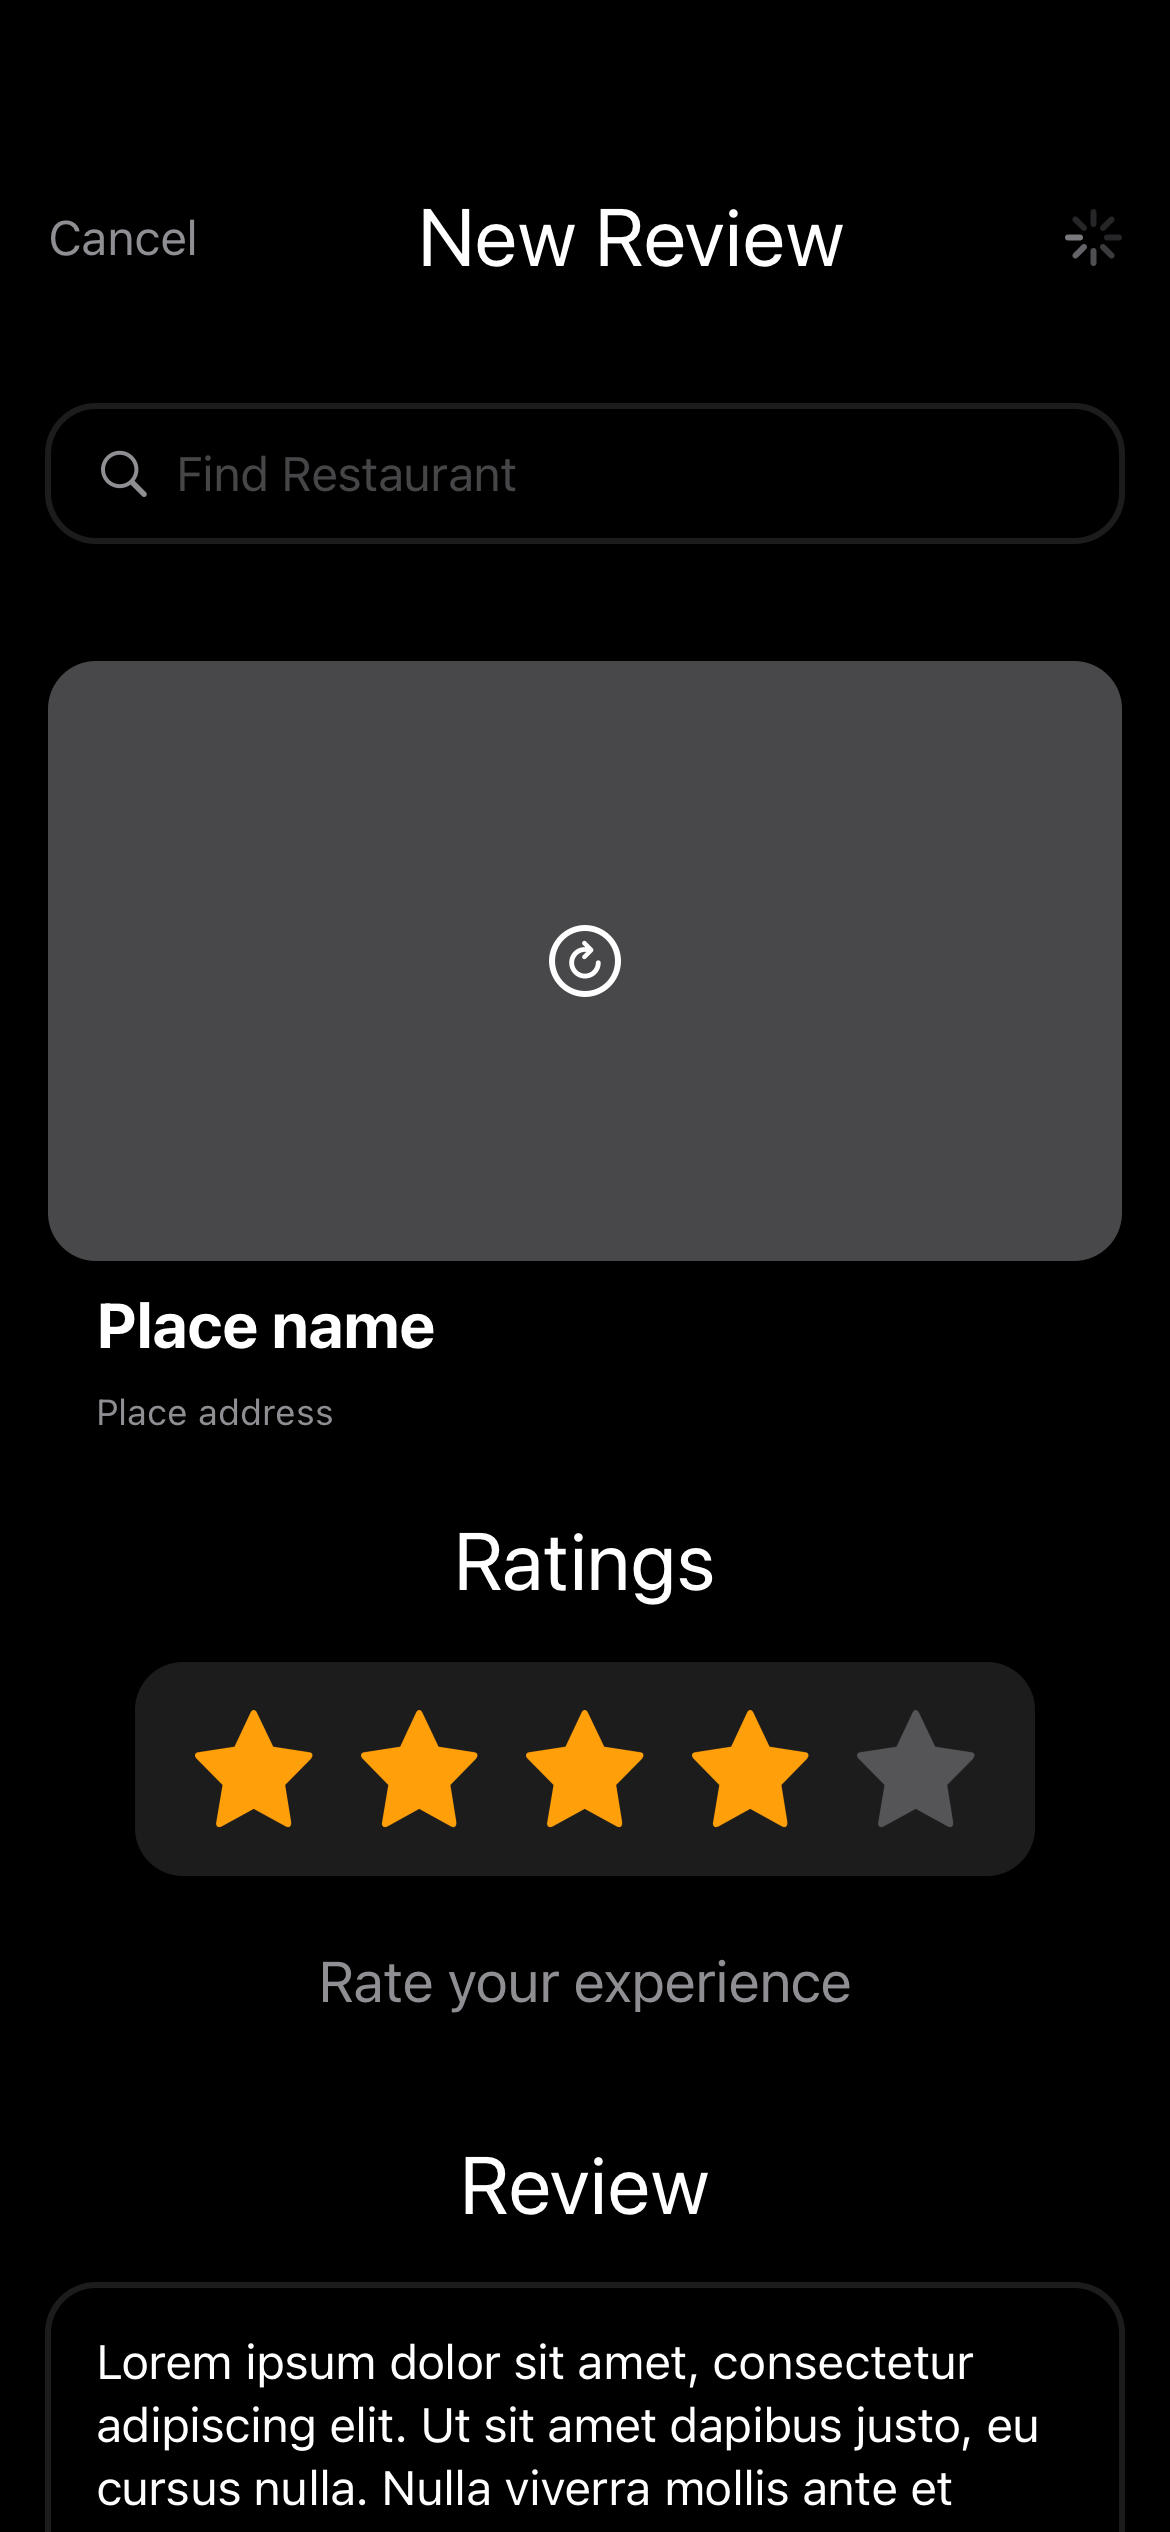 Cancel
New Review
Find Restaurant
Place name
Place address
Ratings
Rate your experience
Review
Lorem ipsum dolor sit amet, consectetur
adipiscing elit. Ut sit amet dapibus justo, eu
cursus nulla. Nulla viverra mollis ante et